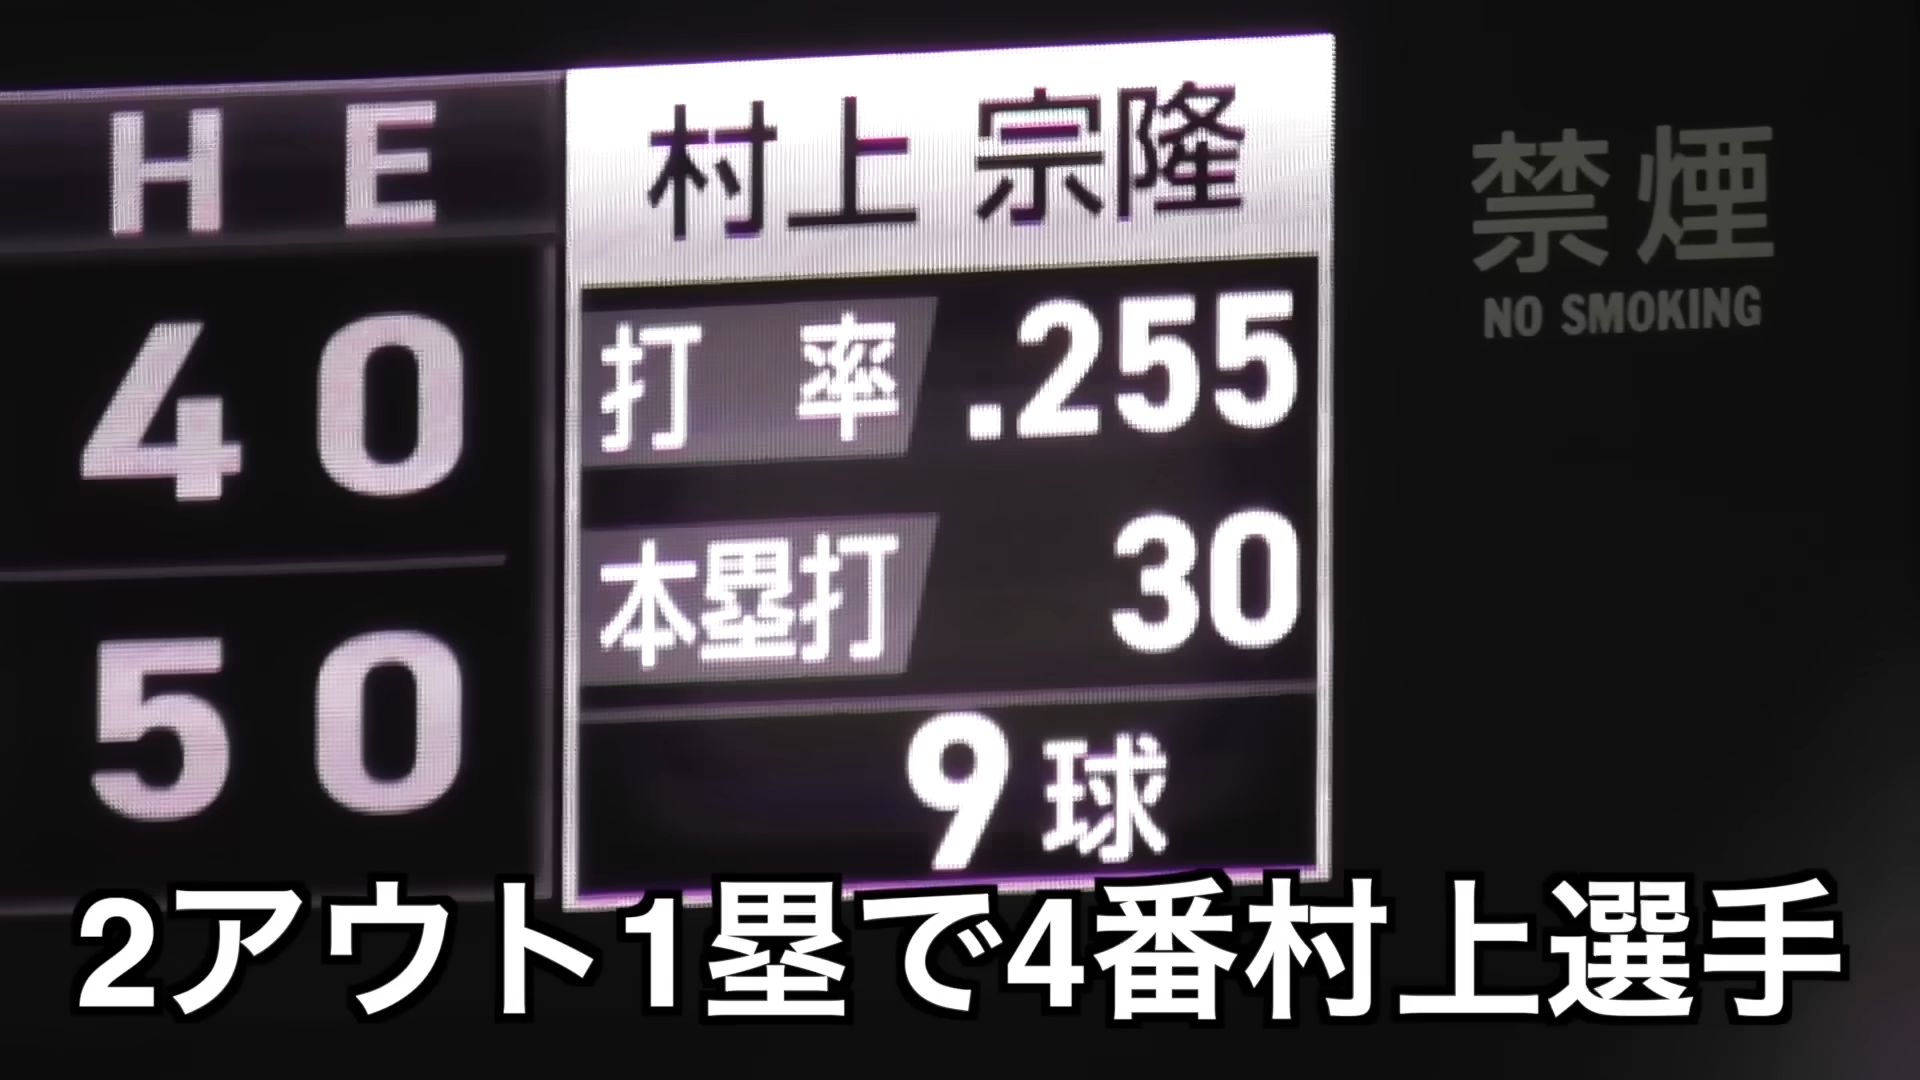 H E
村上 宗隆
禁煙
NO SMOKING
打 率 .255
4 0
本塁打 30
5 0
9球
2アウト1塁で4番村上選手